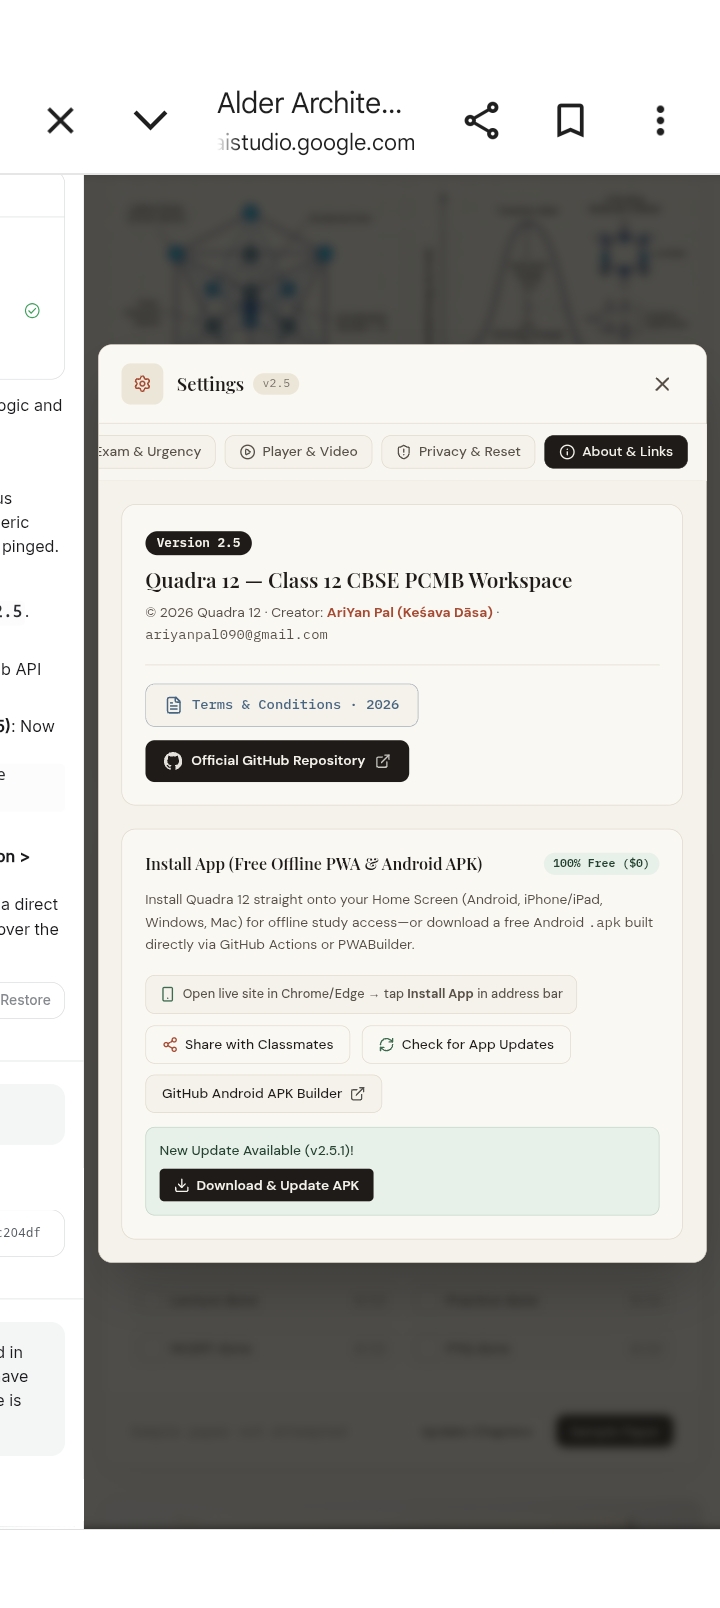 Alder Archite...
aistudio.google.com
ogic and
us
eric
pinged.
2.5.
b API
5): Now
e
on >
a direct
over the
Restore
c204df
d in
ave
e is
Settings
v2.5
Exam & Urgency
Player & Video
Privacy & Reset
About & Links
Version 2.5
Quadra 12 — Class 12 CBSE PCMB Workspace
© 2026 Quadra 12 · Creator: AriYan Pal (Keśava Dāsa) ·
ariyanpal090@gmail.com
Terms & Conditions · 2026
Official GitHub Repository
Install App (Free Offline PWA & Android APK)
100% Free ($0)
Install Quadra 12 straight onto your Home Screen (Android, iPhone/iPad,
Windows, Mac) for offline study access—or download a free Android .apk built
directly via GitHub Actions or PWABuilder.
Open live site in Chrome/Edge → tap Install App in address bar
Share with Classmates
Check for App Updates
GitHub Android APK Builder
New Update Available (v2.5.1)!
Download & Update APK